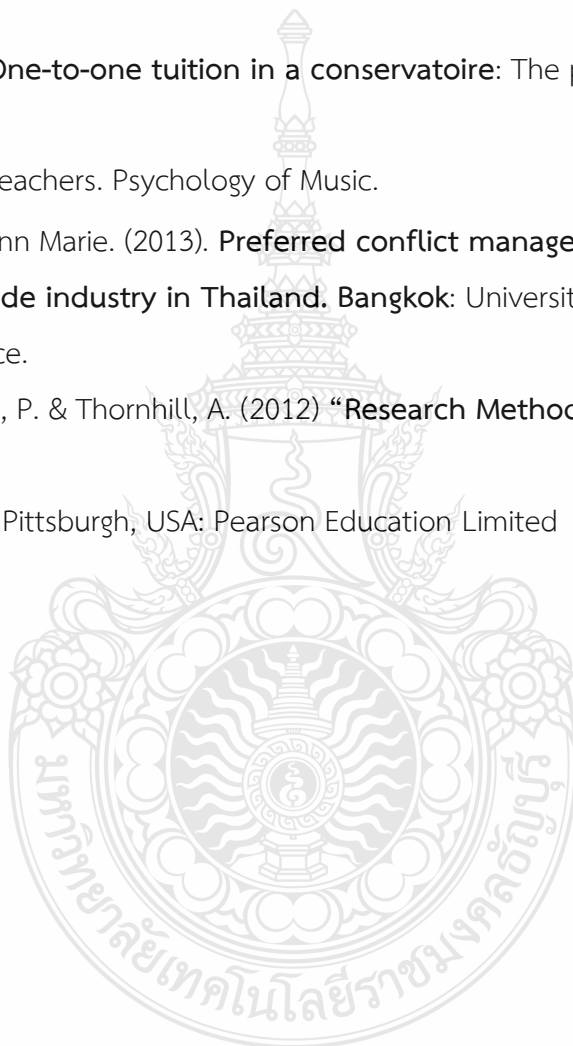 One-to-one tuition in a conservatoire: The p
eachers. Psychology of Music.
nn Marie. (2013). Preferred conflict manage
de industry in Thailand. Bangkok: Universit
ce.
, P. & Thornhill, A. (2012) “Research Method
Pittsburgh, USA: Pearson Education Limited
มหาวิทยาลัยเทคโนโลยีราชมงคลธัญบุรี